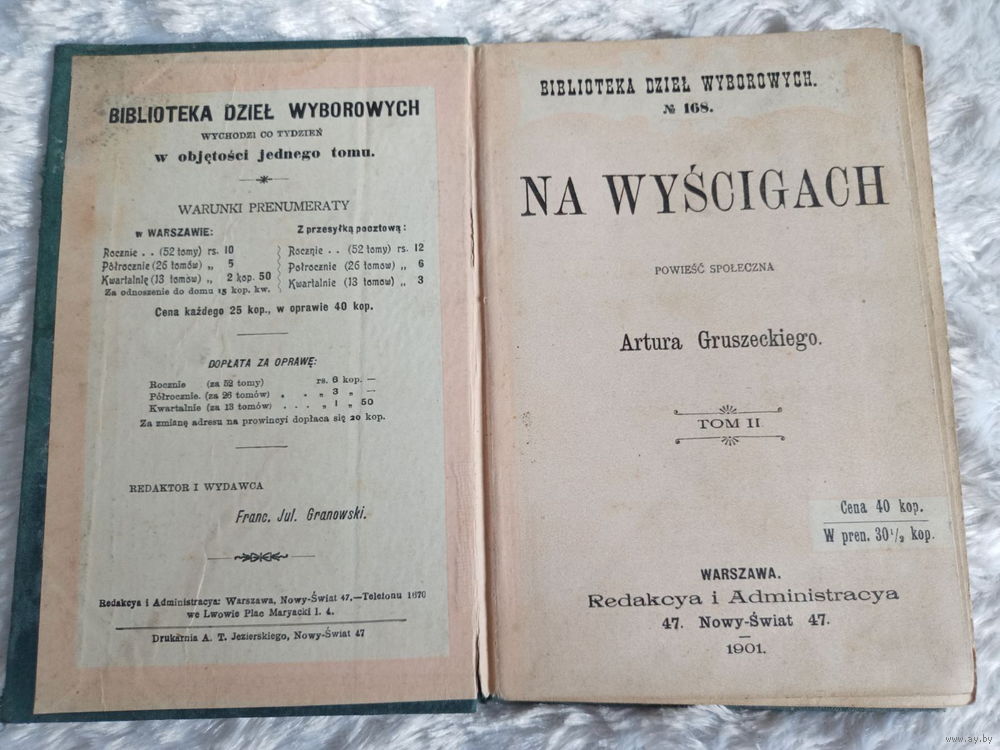 BIBLIOTEKA DZIEŁ WYBOROWYCH
WYCHODZI CO TYDZIEŃ
w objętości jednego tomu.
WARUNKI PRENUMERATY
w WARSZAWIE:
Rocznie . . (52 tomy) rs. 10
Półrocznie (26 tomów) „ 5
Kwartalnię (13 tomów) „ 2 kop. 50
Za odnoszenie do domu 15 kop. kw.
Z przesyłką pocztową:
Rocznie . . (52 tomy) rs. 12
Półrocznie (26 tomów) „ 6
Kwartalnie (13 tomów) „ 3
Cena każdego 25 kop., w oprawie 40 kop.
DOPŁATA ZA OPRAWĘ:
Rocznie (za 52 tomy) rs. 6 kop. —
Półrocznie. (za 26 tomów) . . „ 3 „ —
Kwartalnie (za 13 tomów) . . . „ 1 „ 50
Za zmianę adresu na prowincyi dopłaca się 20 kop.
REDAKTOR I WYDAWCA
Franc. Jul. Granowski.
Redakcya i Administracya: Warszawa, Nowy-Świat 47.—Telefonu 1670
we Lwowie Plac Maryacki l. 4.
Drukarnia A. T. Jezierskiego, Nowy-Świat 47
BIBLIOTEKA DZIEŁ WYBOROWYCH.
№ 168.
NA WYŚCIGACH
POWIEŚĆ SPOŁECZNA
Artura Gruszeckiego.
TOM II
Cena 40 kop.
W pren. 30 1/2 kop.
WARSZAWA.
Redakcya i Administracya
47. Nowy-Świat 47.
1901.
www.ay.by